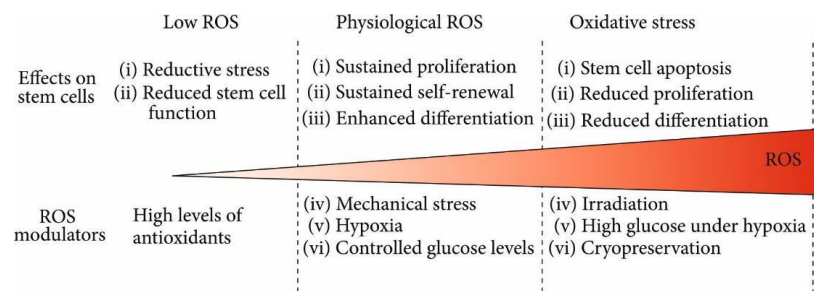 Low ROS
Physiological ROS
Oxidative stress
Effects on
stem cells
(i) Reductive stress
(ii) Reduced stem cell
function
(i) Sustained proliferation
(ii) Sustained self-renewal
(iii) Enhanced differentiation
(i) Stem cell apoptosis
(ii) Reduced proliferation
(iii) Reduced differentiation
ROS
ROS
modulators
High levels of
antioxidants
(iv) Mechanical stress
(v) Hypoxia
(vi) Controlled glucose levels
(iv) Irradiation
(v) High glucose under hypoxia
(vi) Cryopreservation